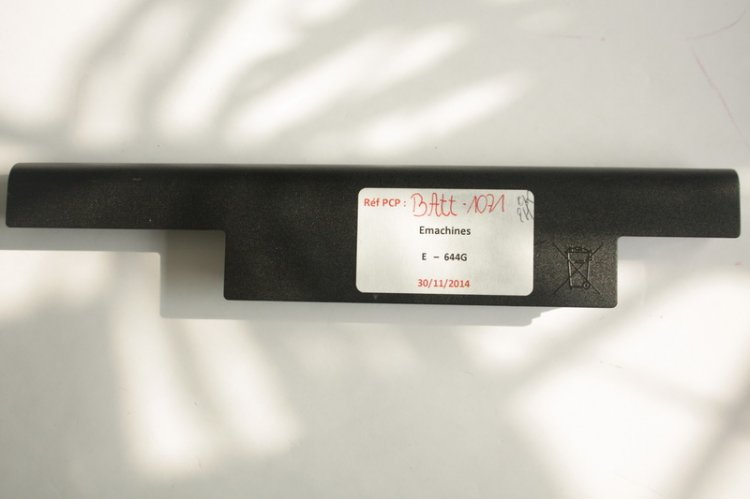 Réf PCP : BAtt-1071
Emachines
E – 644G
30/11/2014